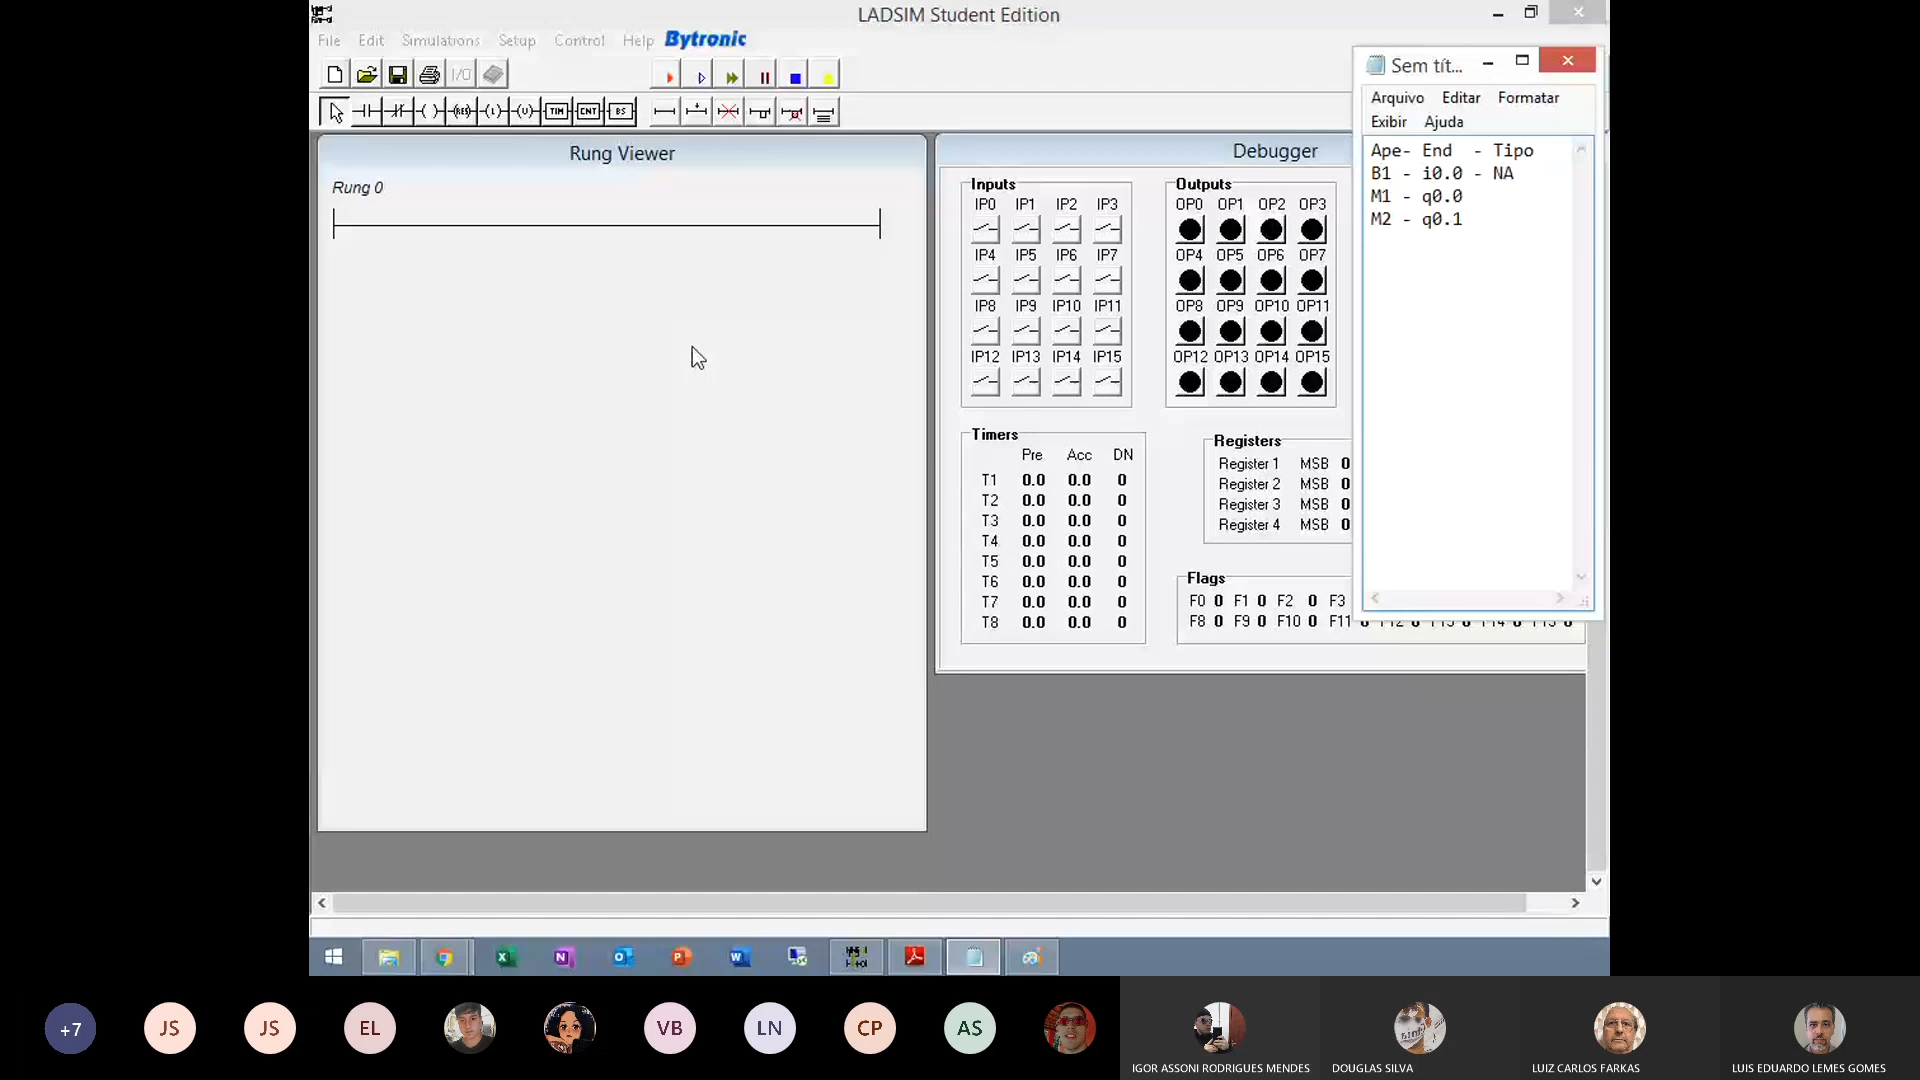 LADSIM Student Edition
File Edit Simulations Setup Control Help Bytronic
I/O
(RES) (L) (U) TIM CNT BS
Sem tít...
Arquivo Editar Formatar
Exibir Ajuda
Ape- End - Tipo
B1 - i0.0 - NA
M1 - q0.0
M2 - q0.1
Rung Viewer
Rung 0
Debugger
Inputs
IP0 IP1 IP2 IP3
IP4 IP5 IP6 IP7
IP8 IP9 IP10 IP11
IP12 IP13 IP14 IP15
Outputs
OP0 OP1 OP2 OP3
OP4 OP5 OP6 OP7
OP8 OP9 OP10 OP11
OP12 OP13 OP14 OP15
Timers
Pre Acc DN
T1 0.0 0.0 0
T2 0.0 0.0 0
T3 0.0 0.0 0
T4 0.0 0.0 0
T5 0.0 0.0 0
T6 0.0 0.0 0
T7 0.0 0.0 0
T8 0.0 0.0 0
Registers
Register 1 MSB 0
Register 2 MSB 0
Register 3 MSB 0
Register 4 MSB 0
Flags
F0 0 F1 0 F2 0 F3
F8 0 F9 0 F10 0 F11
+7 JS JS EL VB LN CP AS
IGOR ASSONI RODRIGUES MENDES
DOUGLAS SILVA
LUIZ CARLOS FARKAS
LUIS EDUARDO LEMES GOMES